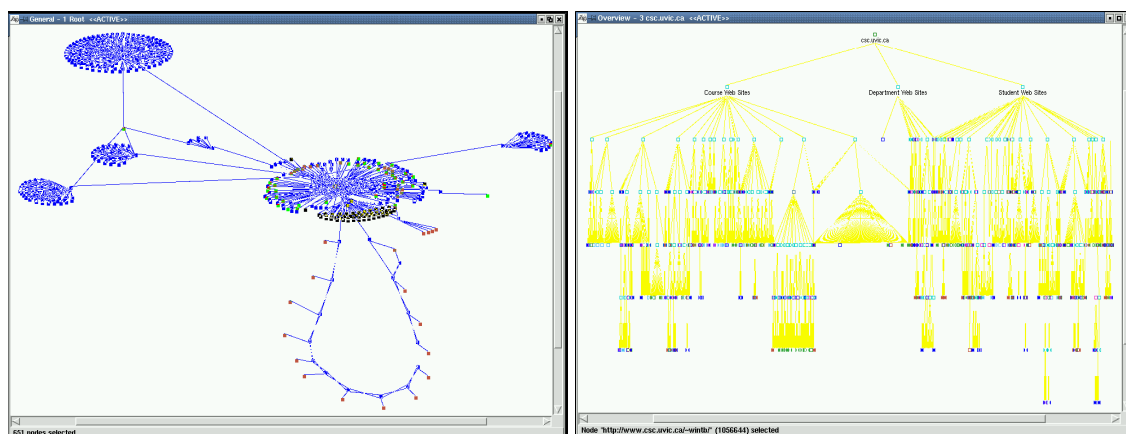 General - 1 Root <<ACTIVE>>
651 nodes selected
Overview - 3 csc.uvic.ca <<ACTIVE>>
csc.uvic.ca
Course Web Sites
Department Web Sites
Student Web Sites
Node "http://www.csc.uvic.ca/~wintb/" (1056644) selected